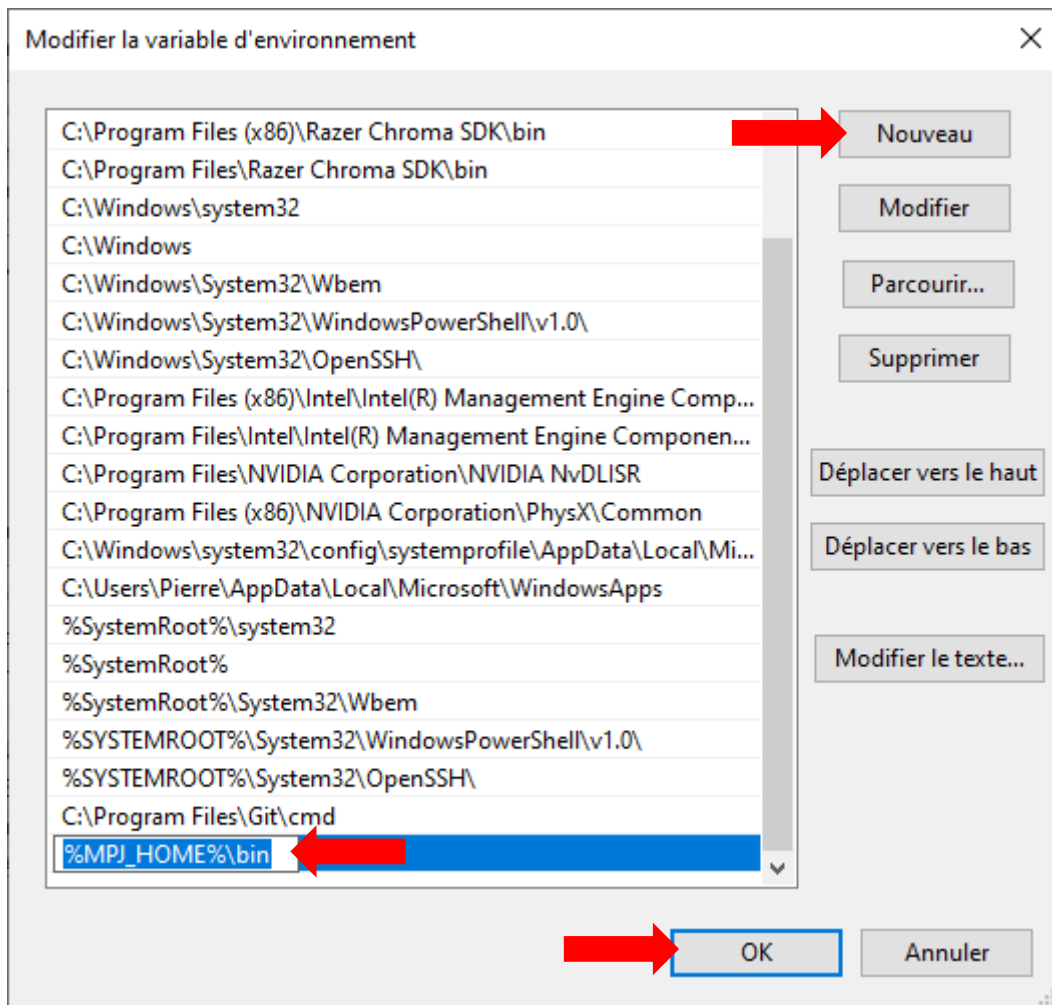 Modifier la variable d'environnement
C:\Program Files (x86)\Razer Chroma SDK\bin
C:\Program Files\Razer Chroma SDK\bin
C:\Windows\system32
C:\Windows
C:\Windows\System32\Wbem
C:\Windows\System32\WindowsPowerShell\v1.0\
C:\Windows\System32\OpenSSH\
C:\Program Files (x86)\Intel\Intel(R) Management Engine Comp...
C:\Program Files\Intel\Intel(R) Management Engine Componen...
C:\Program Files\NVIDIA Corporation\NVIDIA NvDLISR
C:\Program Files (x86)\NVIDIA Corporation\PhysX\Common
C:\Windows\system32\config\systemprofile\AppData\Local\Mi...
C:\Users\Pierre\AppData\Local\Microsoft\WindowsApps
%SystemRoot%\system32
%SystemRoot%
%SystemRoot%\System32\Wbem
%SYSTEMROOT%\System32\WindowsPowerShell\v1.0\
%SYSTEMROOT%\System32\OpenSSH\
C:\Program Files\Git\cmd
%MPJ_HOME%\bin
Nouveau
Modifier
Parcourir...
Supprimer
Déplacer vers le haut
Déplacer vers le bas
Modifier le texte...
OK
Annuler